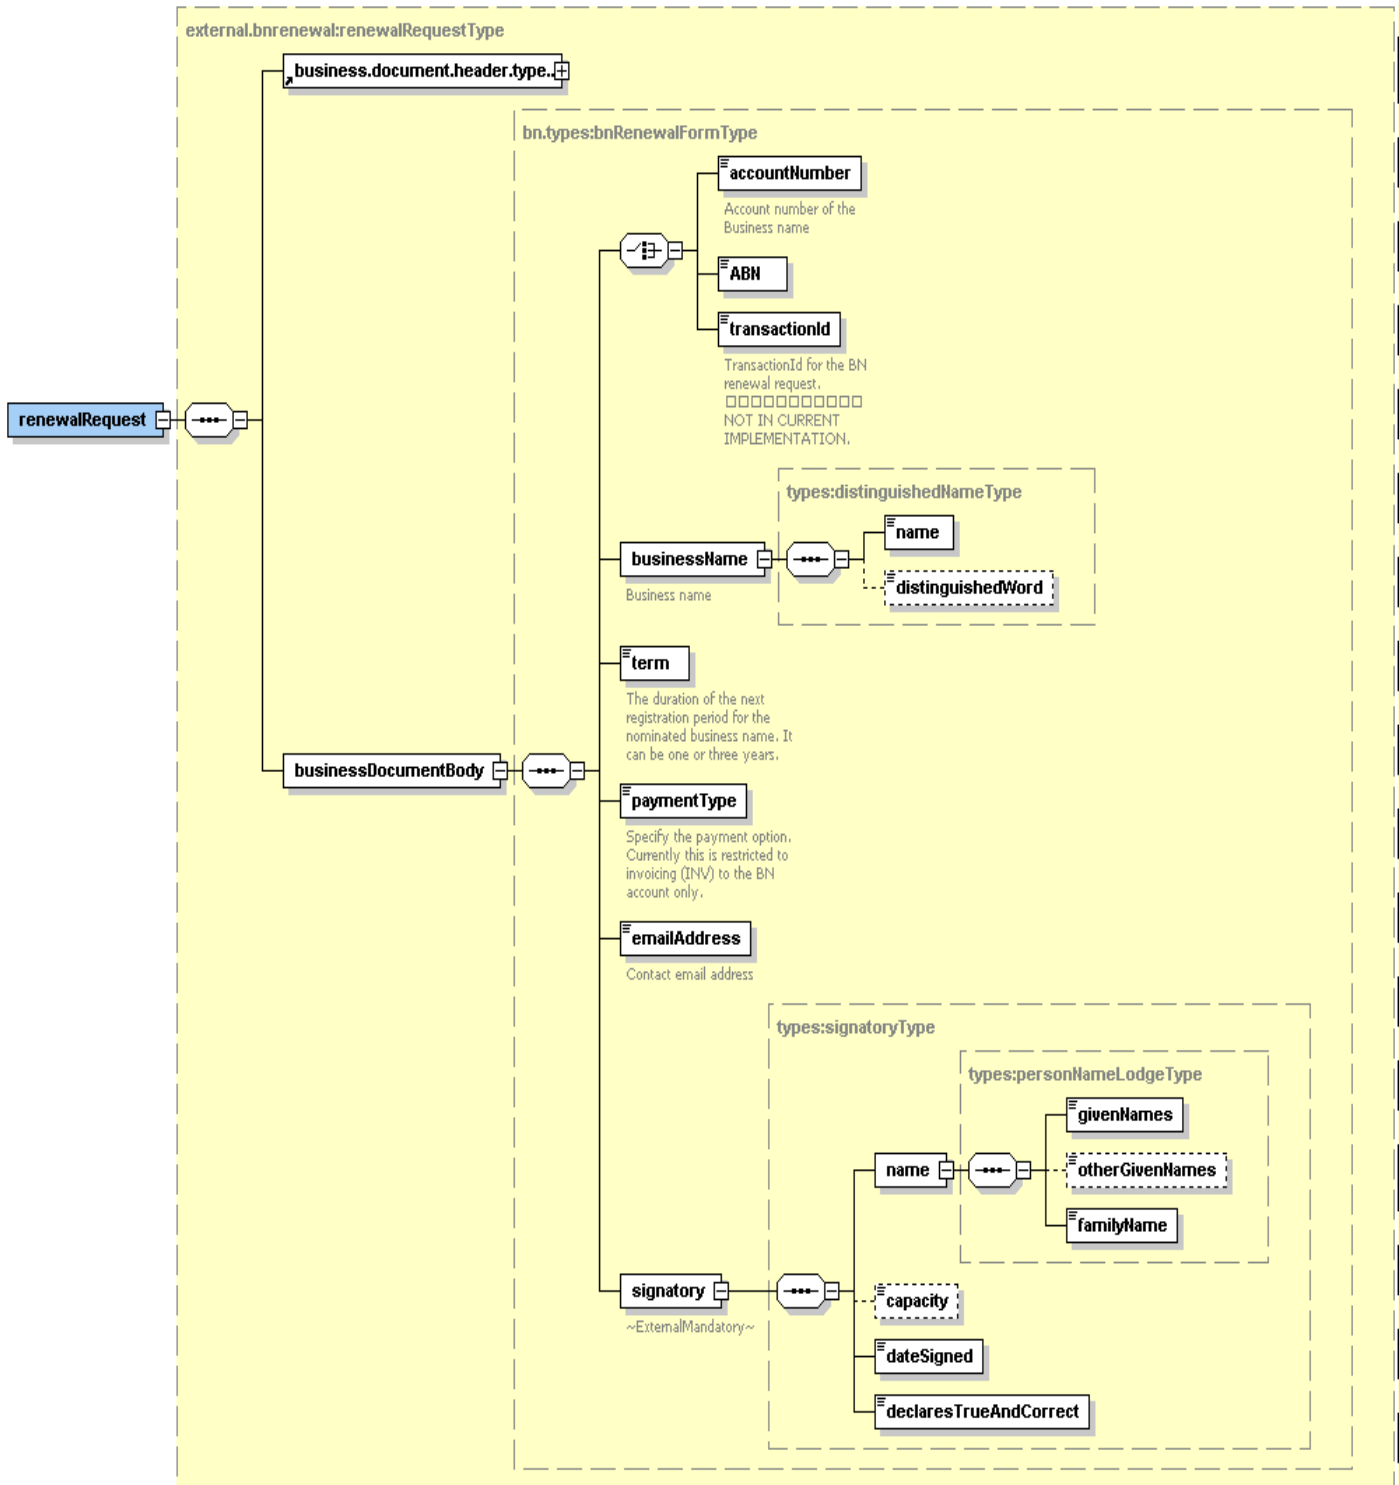 external.bnrenewal:renewalRequestType
business.document.header.type..
bn.types:bnRenewalFormType
accountNumber
Account number of the
Business name
ABN
transactionId
TransactionId for the BN
renewal request.
□□□□□□□□□□□
NOT IN CURRENT
IMPLEMENTATION.
renewalRequest
types:distinguishedNameType
name
businessName
distinguishedWord
Business name
term
The duration of the next
registration period for the
nominated business name. It
can be one or three years.
businessDocumentBody
paymentType
Specify the payment option.
Currently this is restricted to
invoicing (INV) to the BN
account only.
emailAddress
Contact email address
types:signatoryType
types:personNameLodgeType
givenNames
name
otherGivenNames
familyName
signatory
~ExternalMandatory~
capacity
dateSigned
declaresTrueAndCorrect